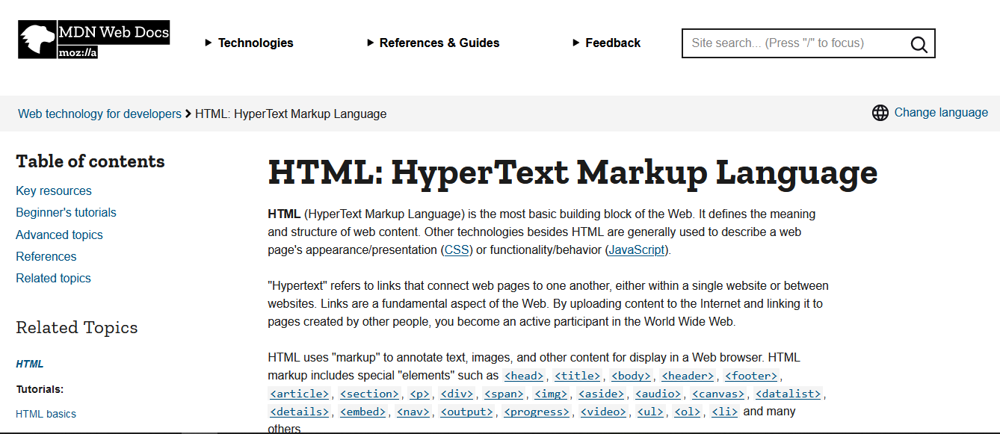 MDN Web Docs
moz://a
Technologies
References & Guides
Feedback
Site search... (Press "/" to focus)
Web technology for developers
HTML: HyperText Markup Language
Change language
Table of contents
Key resources
Beginner's tutorials
Advanced topics
References
Related topics
Related Topics
HTML
Tutorials:
HTML basics
HTML: HyperText Markup Language
HTML (HyperText Markup Language) is the most basic building block of the Web. It defines the meaning
and structure of web content. Other technologies besides HTML are generally used to describe a web
page's appearance/presentation (CSS) or functionality/behavior (JavaScript).
"Hypertext" refers to links that connect web pages to one another, either within a single website or between
websites. Links are a fundamental aspect of the Web. By uploading content to the Internet and linking it to
pages created by other people, you become an active participant in the World Wide Web.
HTML uses "markup" to annotate text, images, and other content for display in a Web browser. HTML
markup includes special "elements" such as <head>, <title>, <body>, <header>, <footer>,
<article>, <section>, <p>, <div>, <span>, <img>, <aside>, <audio>, <canvas>, <datalist>,
<details>, <embed>, <nav>, <output>, <progress>, <video>, <ul>, <ol>, <li> and many
others